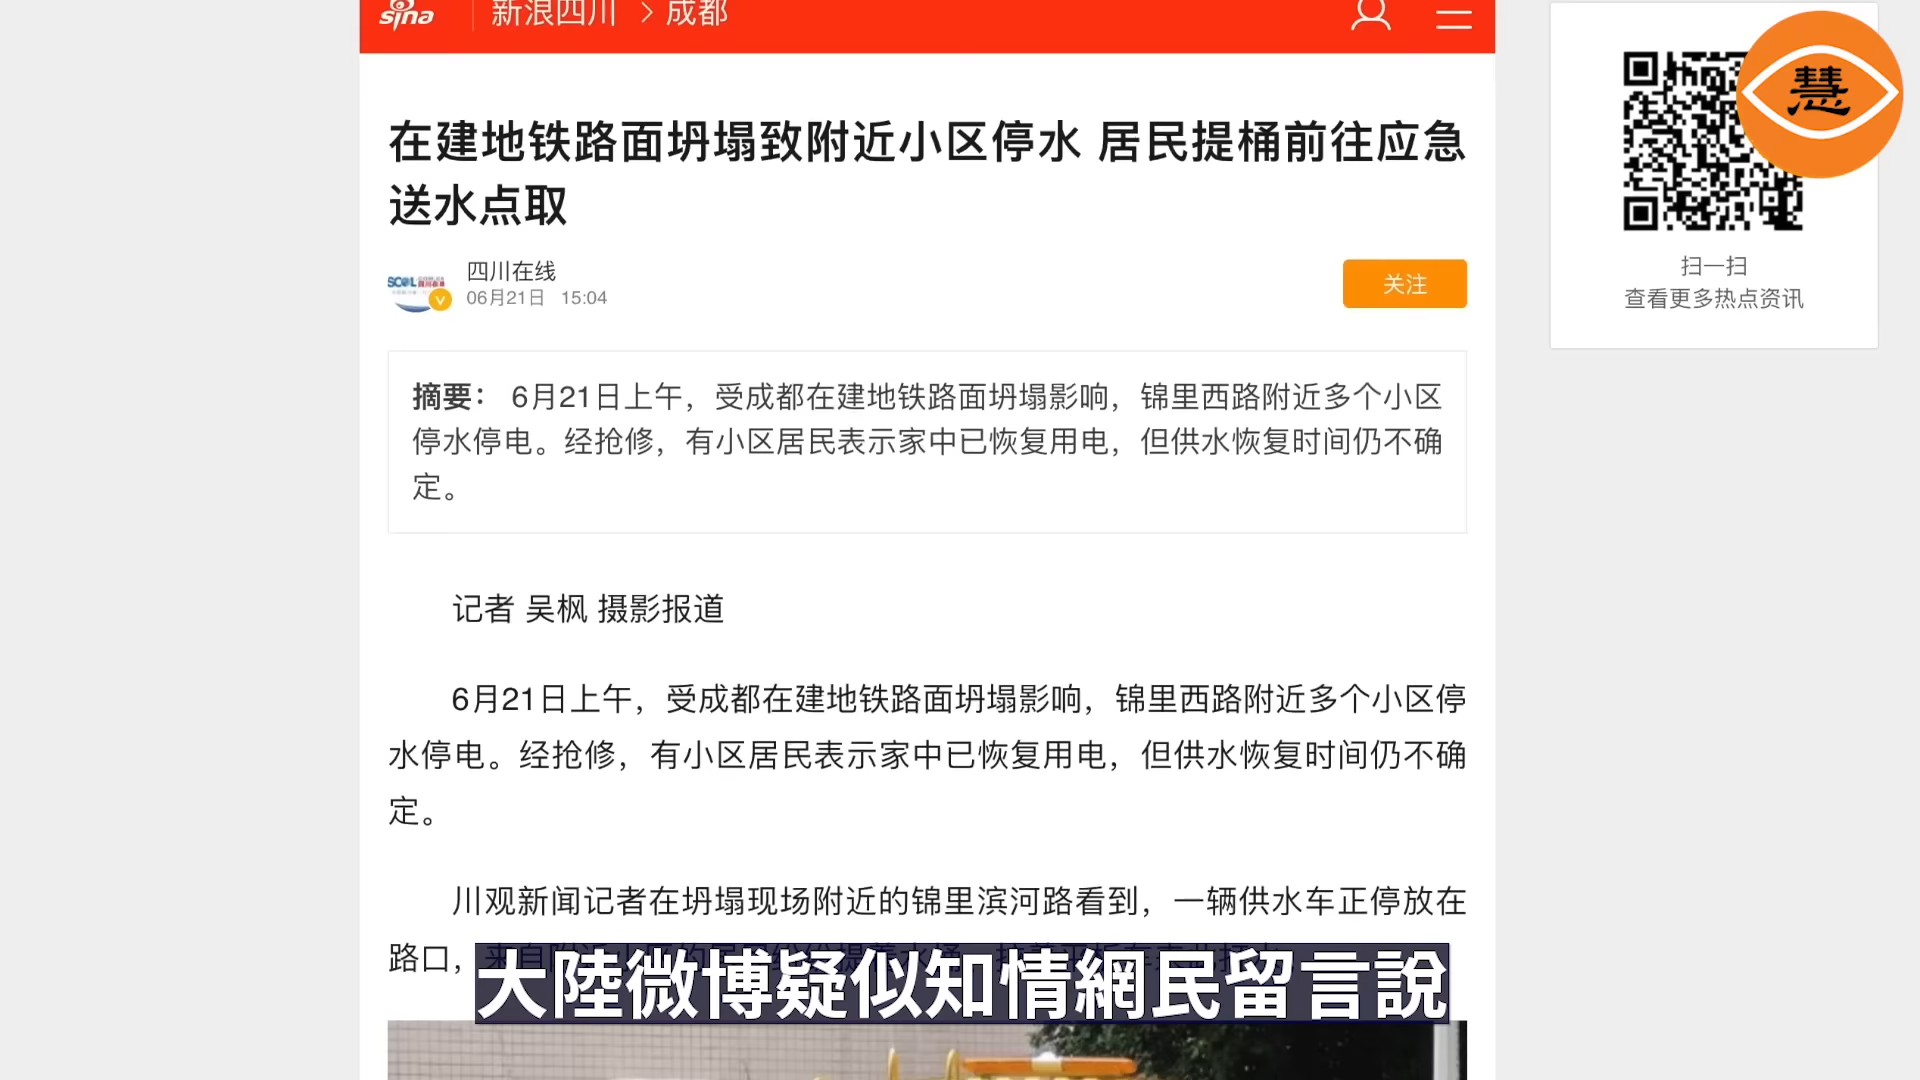 sina 新浪四川 > 成都
在建地铁路面坍塌致附近小区停水 居民提桶前往应急
送水点取
四川在线
06月21日 15:04
关注
摘要： 6月21日上午，受成都在建地铁路面坍塌影响，锦里西路附近多个小区
停水停电。经抢修，有小区居民表示家中已恢复用电，但供水恢复时间仍不确
定。
记者 吴枫 摄影报道
6月21日上午，受成都在建地铁路面坍塌影响，锦里西路附近多个小区停
水停电。经抢修，有小区居民表示家中已恢复用电，但供水恢复时间仍不确
定。
川观新闻记者在坍塌现场附近的锦里滨河路看到，一辆供水车正停放在
路口，
大陸微博疑似知情網民留言說
慧
扫一扫
查看更多热点资讯